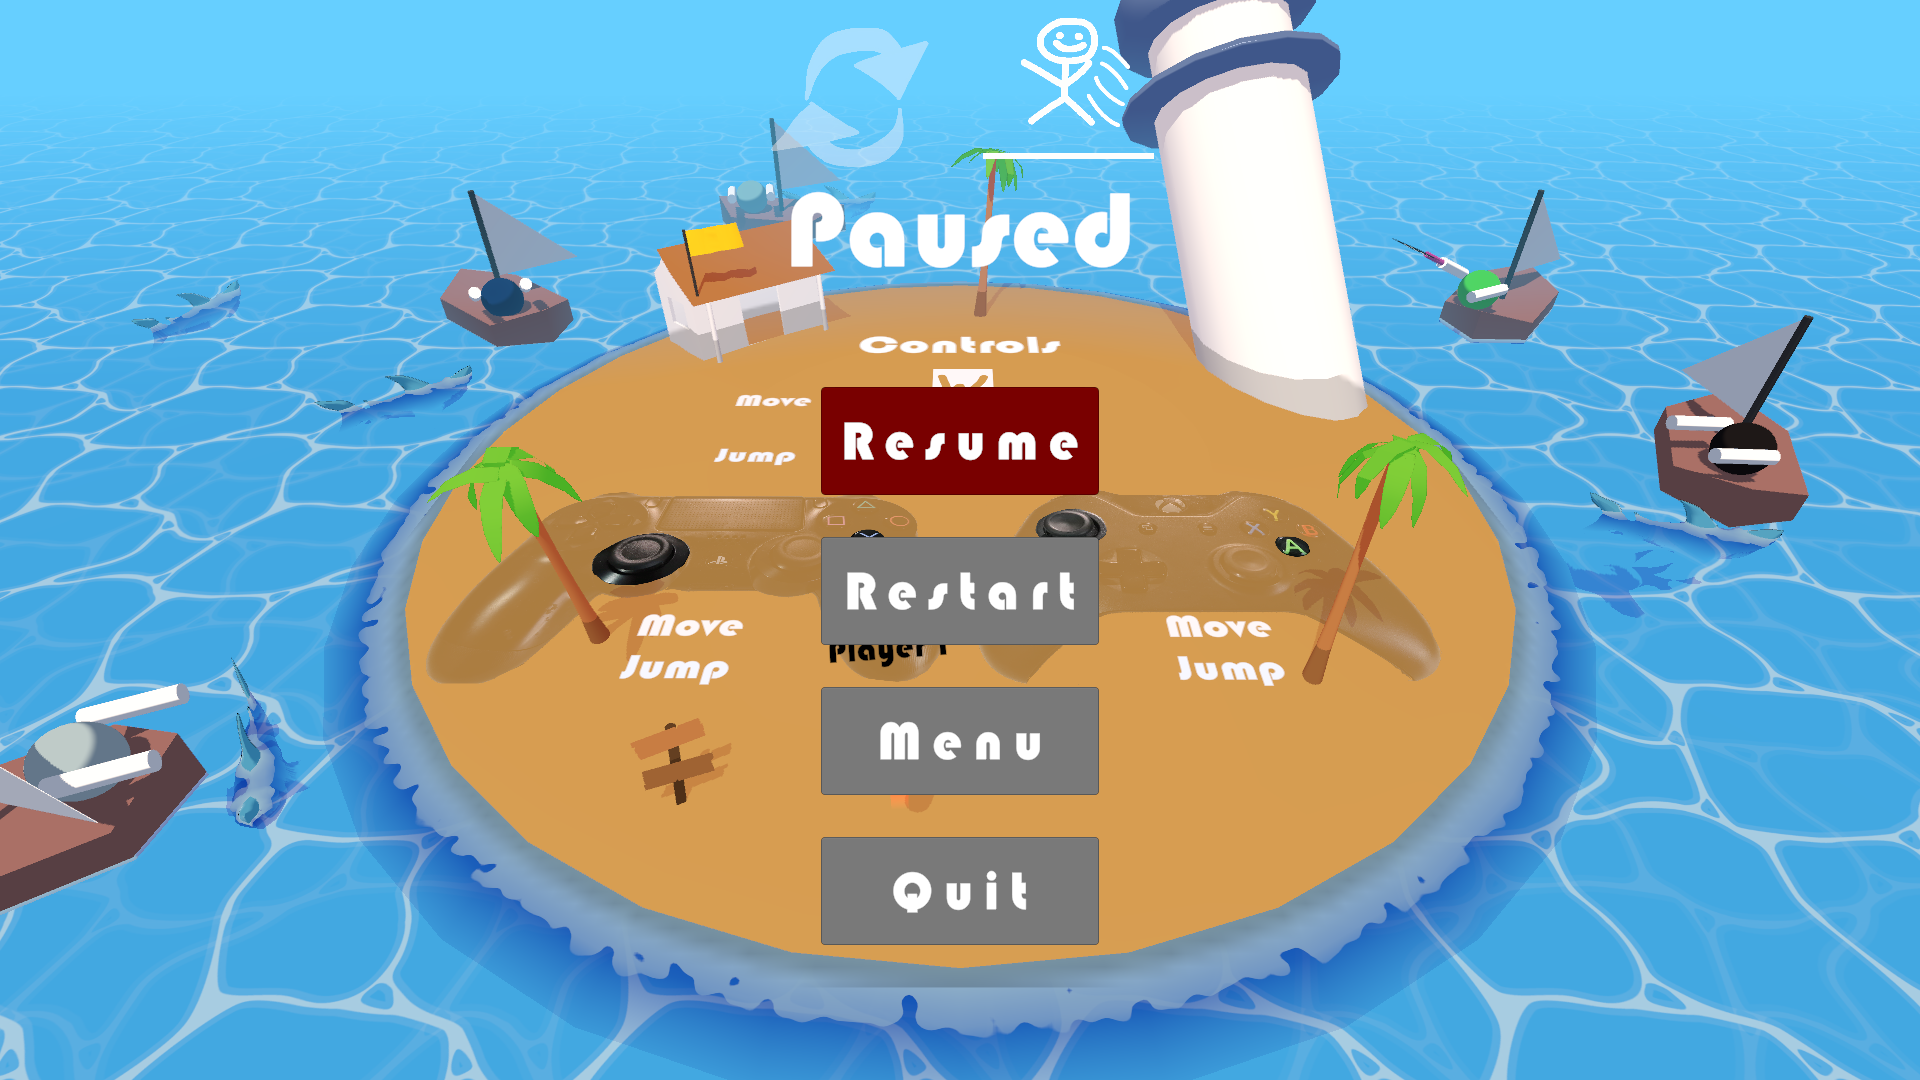 Paused
Controls
Move
Resume
Jump
Y
X
B
A
Restart
Move
Move
Player 1
Jump
Jump
Menu
Quit